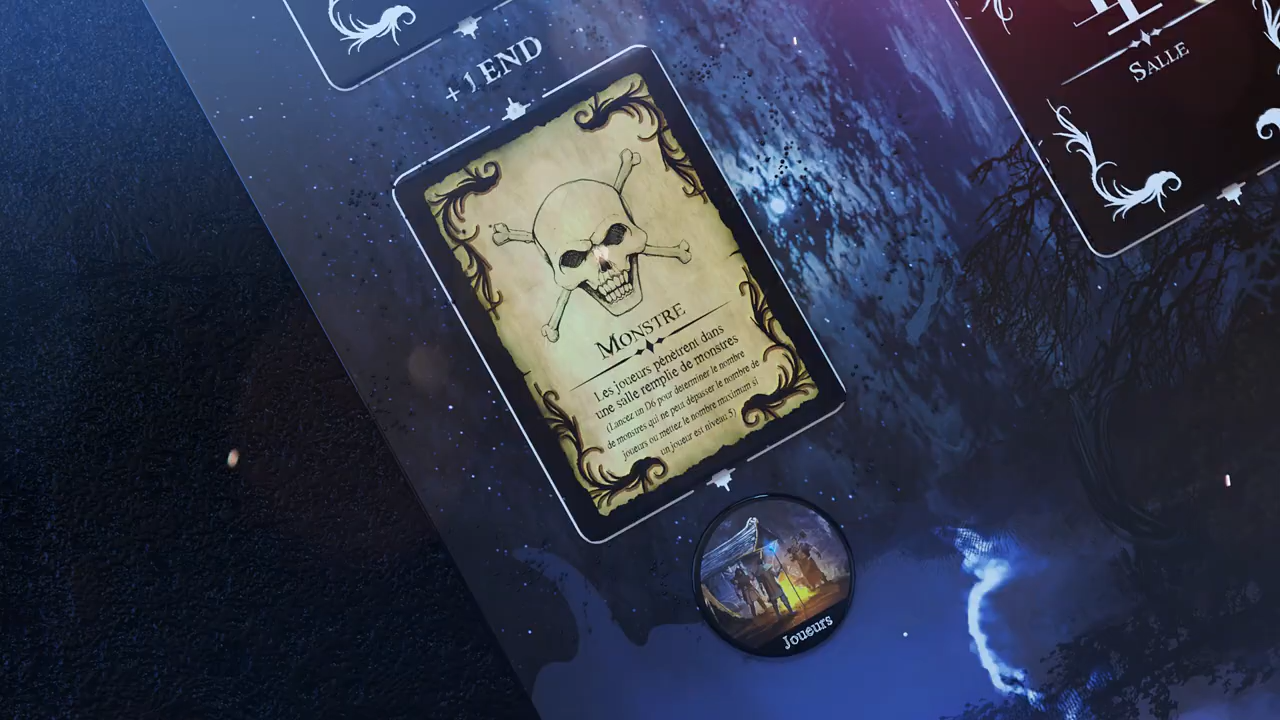 +1 END
SALLE
MONSTRE
Les joueurs pénètrent dans
une salle remplie de monstres
(Lancez un D6 pour déterminer le nombre
de monstres qui ne peut dépasser le nombre de
joueurs ou mettez le nombre maximum si
un joueur est niveau 5)
Joueurs